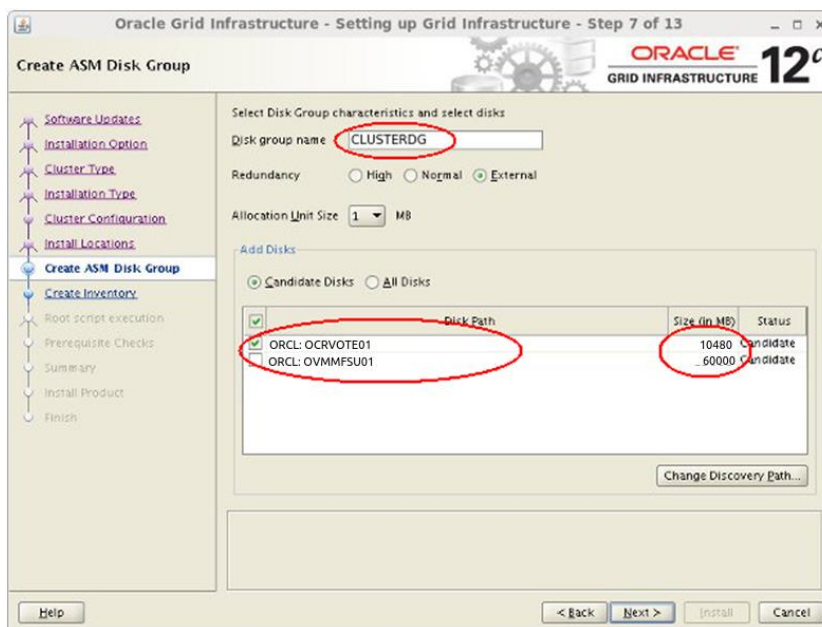 Oracle Grid Infrastructure - Setting up Grid Infrastructure - Step 7 of 13
Create ASM Disk Group
ORACLE
GRID INFRASTRUCTURE
12c
Software Updates
Installation Option
Cluster Type
Installation Type
Cluster Configuration
Install Locations
Create ASM Disk Group
Create Inventory
Root script execution
Prerequisite Checks
Summary
Install Product
Finish
Select Disk Group characteristics and select disks
Disk group name CLUSTERDG
Redundancy High Normal External
Allocation Unit Size 1 MB
Add Disks
Candidate Disks All Disks
Disk Path Size (in MB) Status
ORCL: OCRVOTE01 10480 Candidate
ORCL: OVMMFSU01 60000 Candidate
Change Discovery Path...
Help < Back Next > Install Cancel